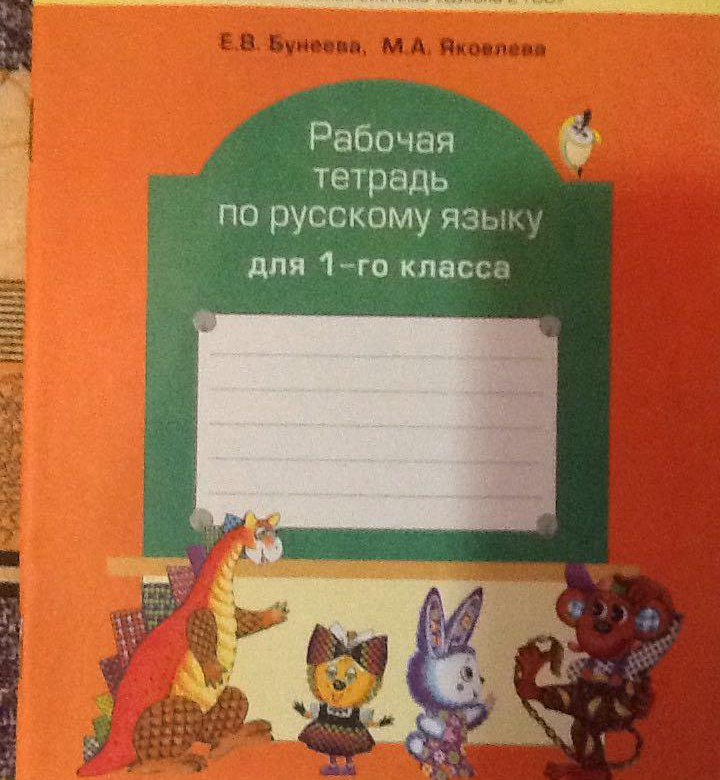 Е.В. Бунеева, М.А. Яковлева
Рабочая
тетрадь
по русскому языку
для 1-го класса